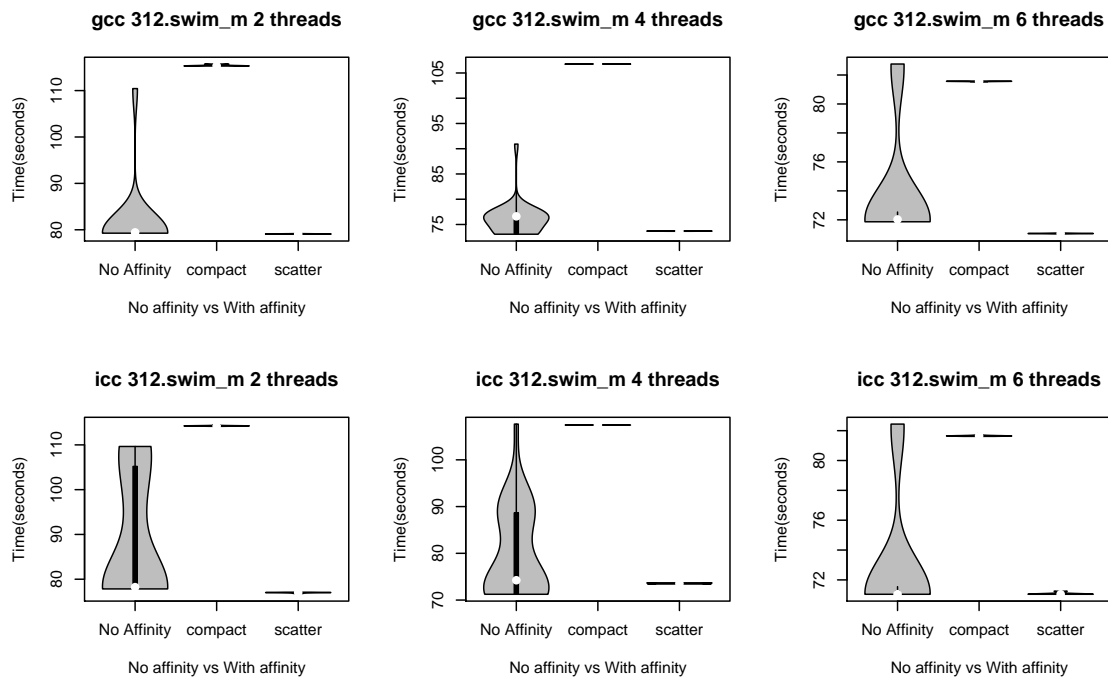 gcc 312.swim_m 2 threads
Time(seconds)
110
100
90
80
No Affinity compact scatter
No affinity vs With affinity
gcc 312.swim_m 4 threads
Time(seconds)
105
95
85
75
No Affinity compact scatter
No affinity vs With affinity
gcc 312.swim_m 6 threads
Time(seconds)
80
76
72
No Affinity compact scatter
No affinity vs With affinity
icc 312.swim_m 2 threads
Time(seconds)
110
100
90
80
No Affinity compact scatter
No affinity vs With affinity
icc 312.swim_m 4 threads
Time(seconds)
100
90
80
70
No Affinity compact scatter
No affinity vs With affinity
icc 312.swim_m 6 threads
Time(seconds)
80
76
72
No Affinity compact scatter
No affinity vs With affinity